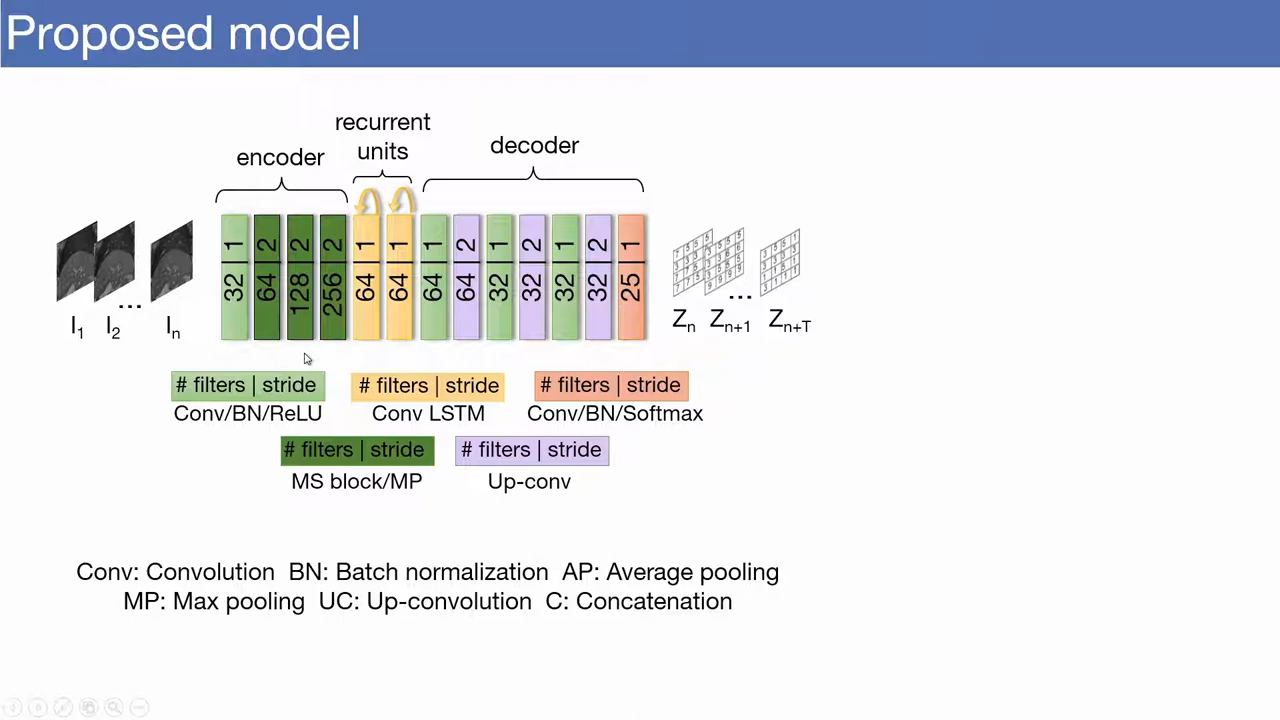 Proposed model
encoder
recurrent
units
decoder
32 1
64 2
128 2
256 2
64 1
64 1
64 1
64 2
32 1
32 2
32 1
32 2
25 1
I1 I2 ... In
Zn Zn+1 ... Zn+T
# filters | stride
Conv/BN/ReLU
# filters | stride
Conv LSTM
# filters | stride
Conv/BN/Softmax
# filters | stride
MS block/MP
# filters | stride
Up-conv
Conv: Convolution BN: Batch normalization AP: Average pooling
MP: Max pooling UC: Up-convolution C: Concatenation